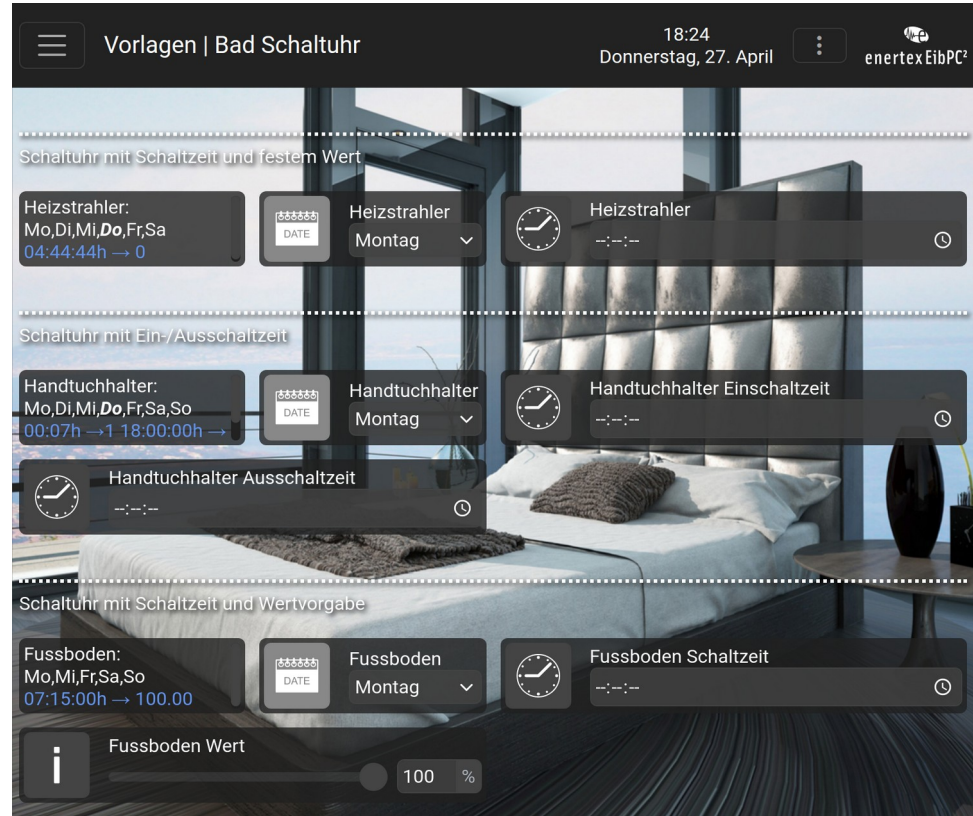 Vorlagen | Bad Schaltuhr
18:24
Donnerstag, 27. April
enertex EibPC²
Schaltuhr mit Schaltzeit und festem Wert
Heizstrahler:
Mo,Di,Mi,Do,Fr,Sa
04:44:44h → 0
DATE
Heizstrahler
Montag
Heizstrahler
--:--:--
Schaltuhr mit Ein-/Ausschaltzeit
Handtuchhalter:
Mo,Di,Mi,Do,Fr,Sa,So
00:07h →1 18:00:00h →
DATE
Handtuchhalter
Montag
Handtuchhalter Einschaltzeit
--:--:--
Handtuchhalter Ausschaltzeit
--:--:--
Schaltuhr mit Schaltzeit und Wertvorgabe
Fussboden:
Mo,Mi,Fr,Sa,So
07:15:00h → 100.00
DATE
Fussboden
Montag
Fussboden Schaltzeit
--:--:--
i
Fussboden Wert
100 %